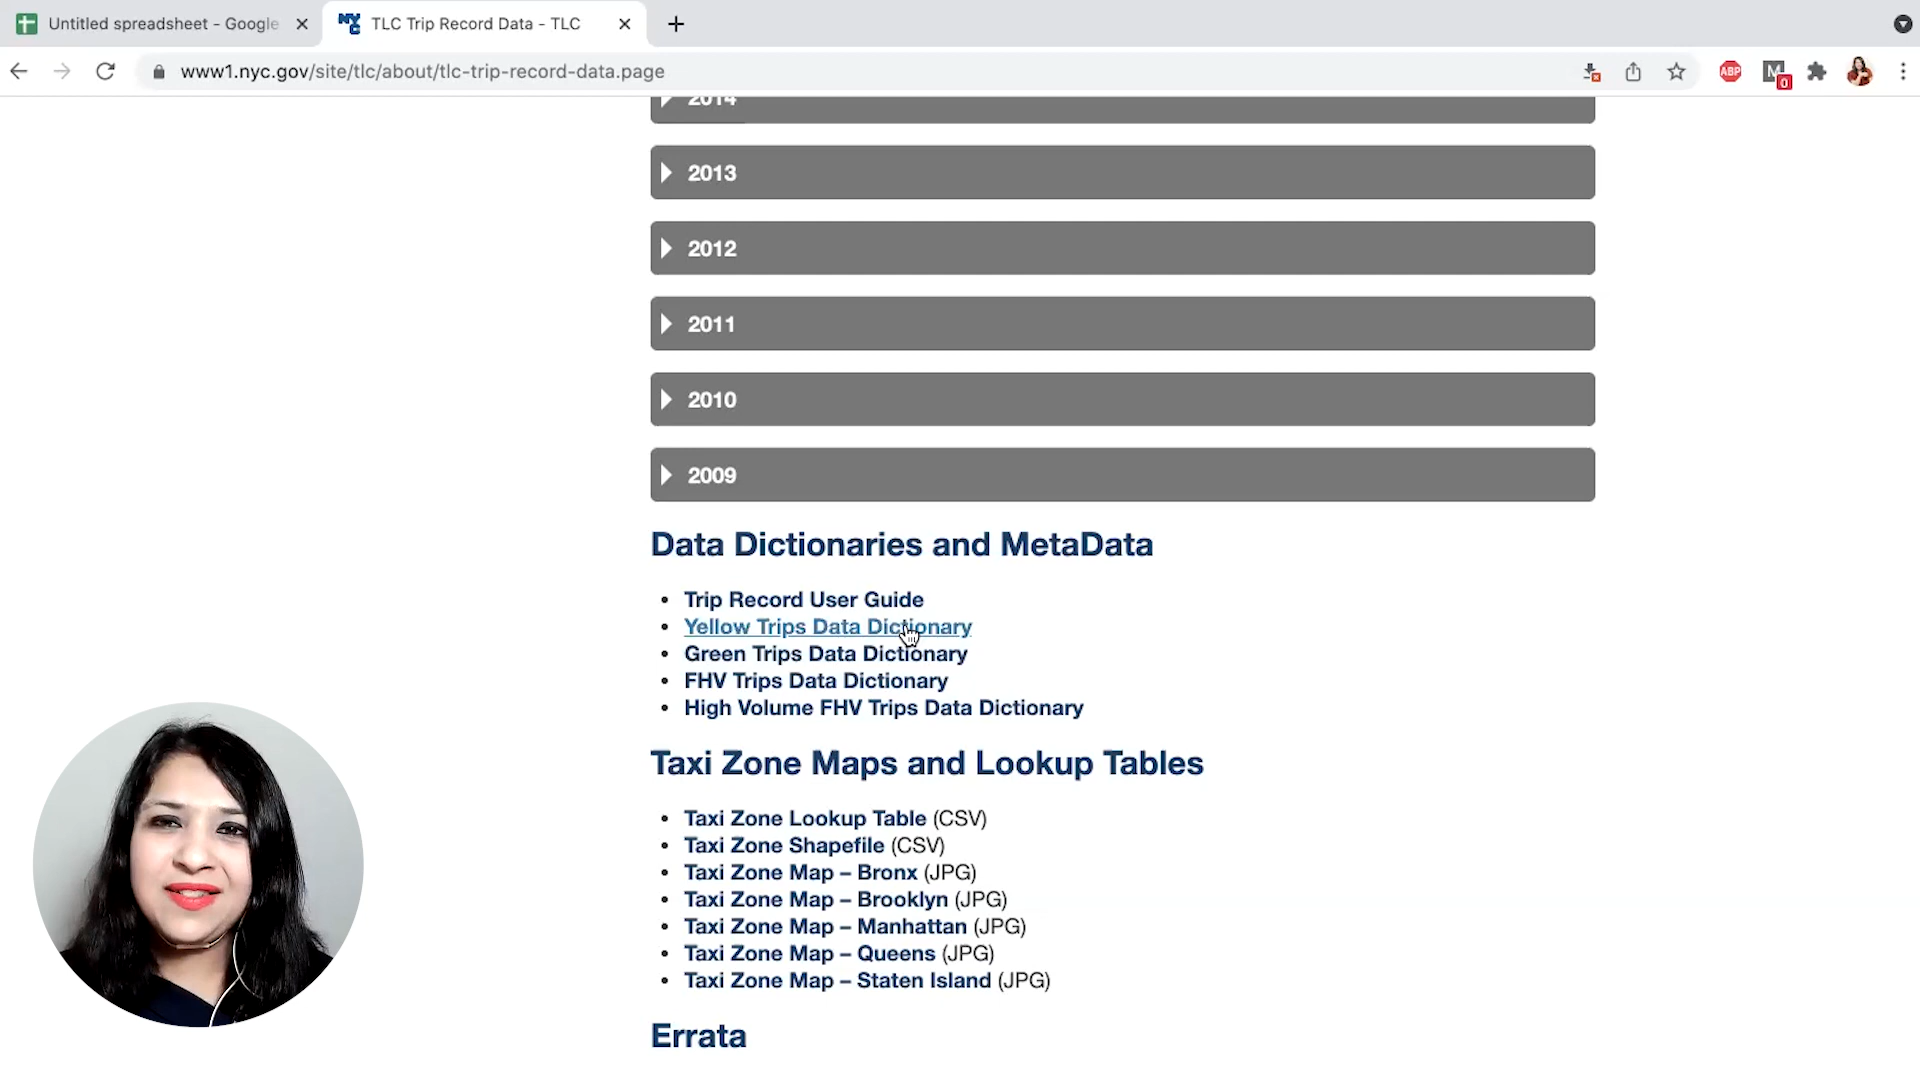 Untitled spreadsheet - Google
TLC Trip Record Data - TLC
www1.nyc.gov/site/tlc/about/tlc-trip-record-data.page
ABP
M
0
2014
2013
2012
2011
2010
2009
Data Dictionaries and MetaData
• Trip Record User Guide
• Yellow Trips Data Dictionary
• Green Trips Data Dictionary
• FHV Trips Data Dictionary
• High Volume FHV Trips Data Dictionary
Taxi Zone Maps and Lookup Tables
• Taxi Zone Lookup Table (CSV)
• Taxi Zone Shapefile (CSV)
• Taxi Zone Map – Bronx (JPG)
• Taxi Zone Map – Brooklyn (JPG)
• Taxi Zone Map – Manhattan (JPG)
• Taxi Zone Map – Queens (JPG)
• Taxi Zone Map – Staten Island (JPG)
Errata